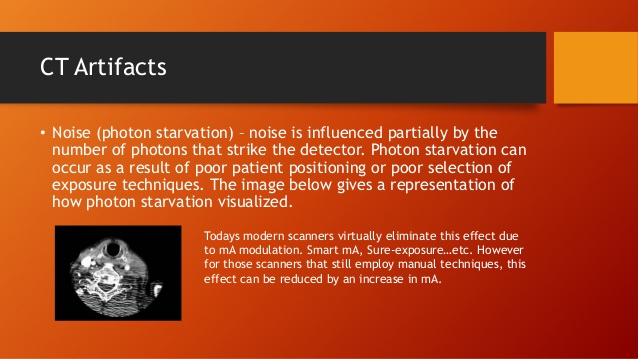 CT Artifacts
• Noise (photon starvation) – noise is influenced partially by the
number of photons that strike the detector. Photon starvation can
occur as a result of poor patient positioning or poor selection of
exposure techniques. The image below gives a representation of
how photon starvation visualized.
Todays modern scanners virtually eliminate this effect due
to mA modulation. Smart mA, Sure-exposure…etc. However
for those scanners that still employ manual techniques, this
effect can be reduced by an increase in mA.